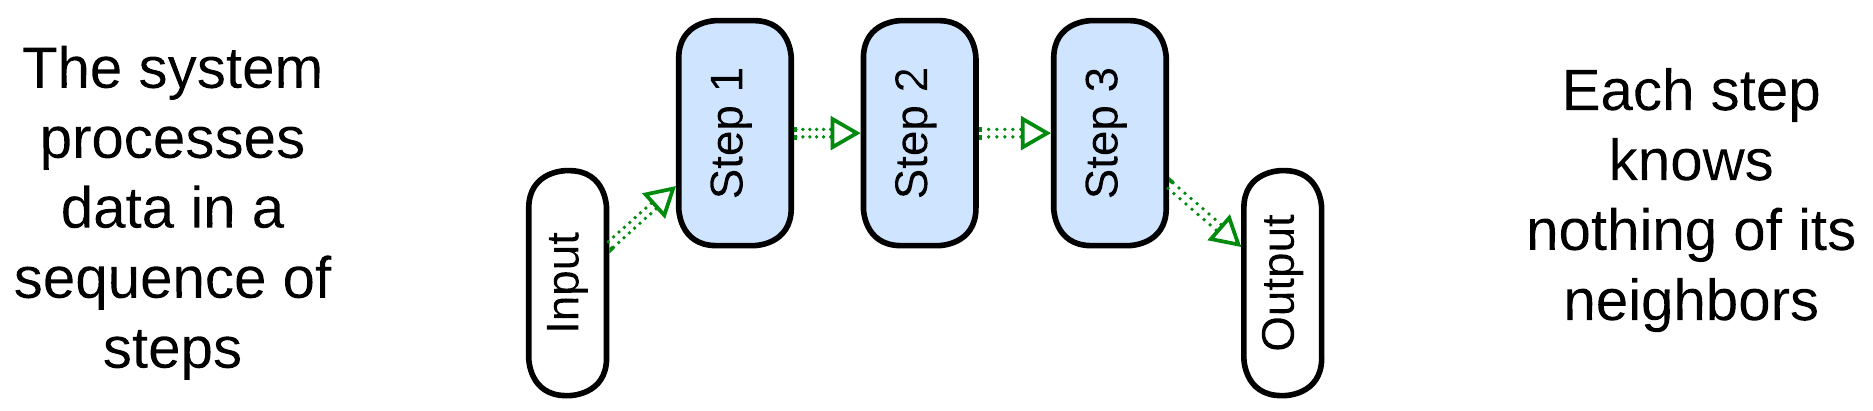 The system
processes
data in a
sequence of
steps
Input
Step 1
Step 2
Step 3
Output
Each step
knows
nothing of its
neighbors